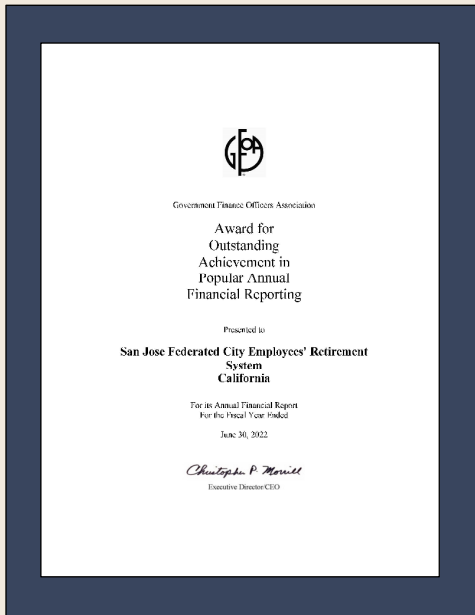 GFOA
Government Finance Officers Association
Award for
Outstanding
Achievement in
Popular Annual
Financial Reporting
Presented to
San Jose Federated City Employees' Retirement
System
California
For its Annual Financial Report
For the Fiscal Year Ended
June 30, 2022
Christopher P. Morrill
Executive Director/CEO